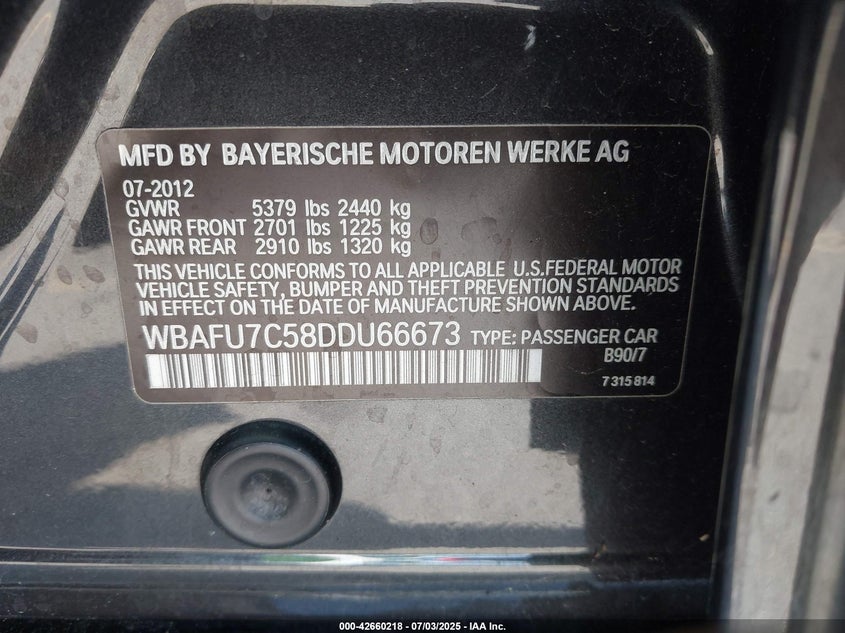 MFD BY BAYERISCHE MOTOREN WERKE AG
07-2012
GVWR 5379 lbs 2440 kg
GAWR FRONT 2701 lbs 1225 kg
GAWR REAR 2910 lbs 1320 kg
THIS VEHICLE CONFORMS TO ALL APPLICABLE U.S.FEDERAL MOTOR
VEHICLE SAFETY, BUMPER AND THEFT PREVENTION STANDARDS
IN EFFECT ON THE DATE OF MANUFACTURE SHOWN ABOVE.
WBAFU7C58DDU66673 TYPE: PASSENGER CAR
B90/7
7 315 814
000-42660218 - 07/03/2025 - IAA Inc.